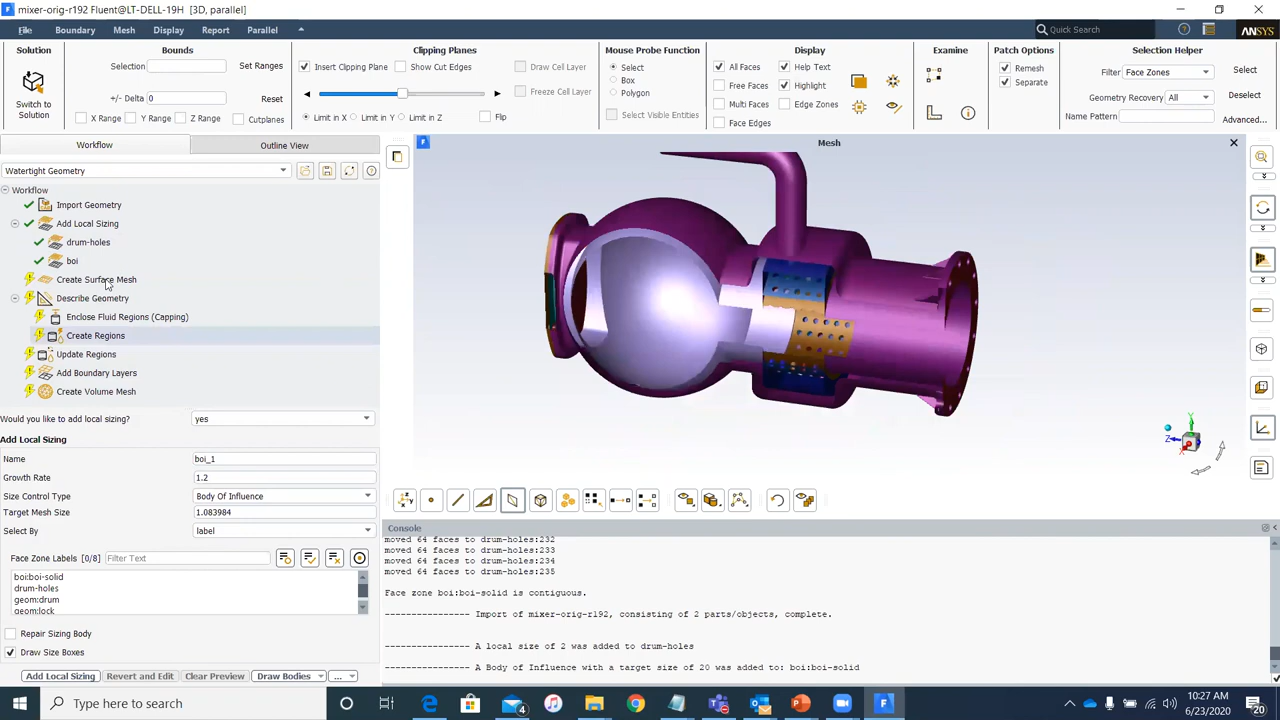 mixer-orig-r192 Fluent@LT-DELL-19H [3D, parallel]
File Boundary Mesh Display Report Parallel
Quick Search
ANSYS
Solution
Switch to
Solution
Bounds
Selection
Set Ranges
+/- Delta 0
Reset
X Range Y Range Z Range Cutplanes
Clipping Planes
Insert Clipping Plane Show Cut Edges
Draw Cell Layer
Freeze Cell Layer
Limit in X Limit in Y Limit in Z Flip
Mouse Probe Function
Select
Box
Polygon
Select Visible Entities
Display
All Faces Help Text
Free Faces Highlight
Multi Faces Edge Zones
Face Edges
Examine
Patch Options
Remesh
Separate
Selection Helper
Filter Face Zones Select
Geometry Recovery All Deselect
Name Pattern Advanced...
Workflow
Outline View
Watertight Geometry
Workflow
Import Geometry
Add Local Sizing
drum-holes
boi
Create Surface Mesh
Describe Geometry
Enclose Fluid Regions (Capping)
Create Regions
Update Regions
Add Boundary Layers
Create Volume Mesh
Would you like to add local sizing? yes
Add Local Sizing
Name boi_1
Growth Rate 1.2
Size Control Type Body Of Influence
Target Mesh Size 1.083984
Select By label
Face Zone Labels [0/8] Filter Text
boi:boi-solid
drum-holes
geom:drum
geom:lock
Repair Sizing Body
Draw Size Boxes
Add Local Sizing Revert and Edit Clear Preview Draw Bodies ...
Mesh
Y
Z
X
Console
moved 64 faces to drum-holes:232
moved 64 faces to drum-holes:233
moved 64 faces to drum-holes:234
moved 64 faces to drum-holes:235
Face zone boi:boi-solid is contiguous.
---------------- Import of mixer-orig-r192, consisting of 2 parts/objects, complete.
---------------- A local size of 2 was added to drum-holes
---------------- A Body of Influence with a target size of 20 was added to: boi:boi-solid
Type here to search
4
10:27 AM
6/23/2020
20